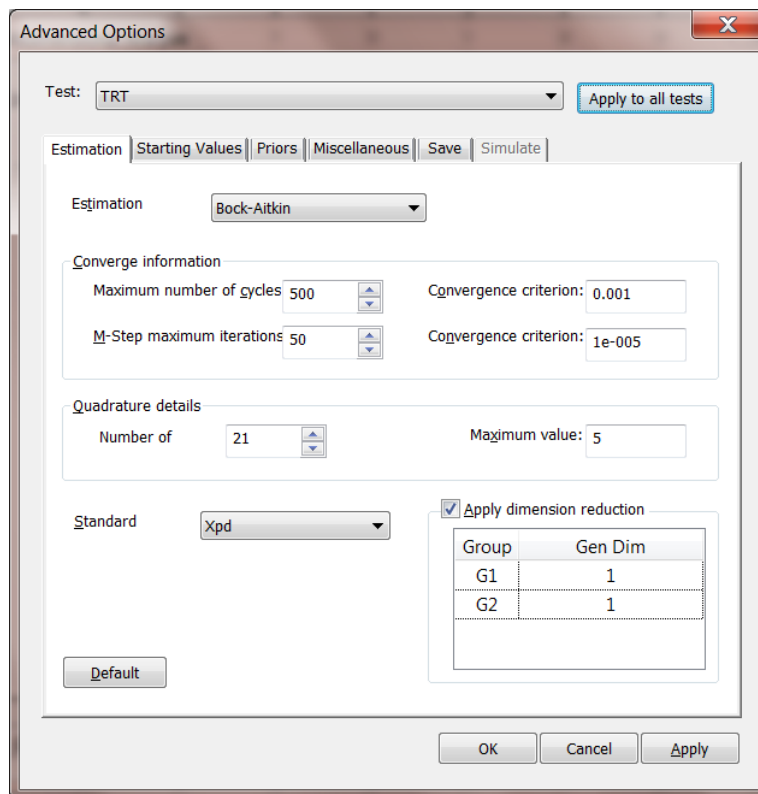 Advanced Options
X
Test: TRT Apply to all tests
Estimation Starting Values Priors Miscellaneous Save Simulate
Estimation Bock-Aitkin
Converge information
Maximum number of cycles 500 Convergence criterion: 0.001
M-Step maximum iterations 50 Convergence criterion: 1e-005
Quadrature details
Number of 21 Maximum value: 5
Standard Xpd
Apply dimension reduction
Group Gen Dim
G1 1
G2 1
Default
OK Cancel Apply